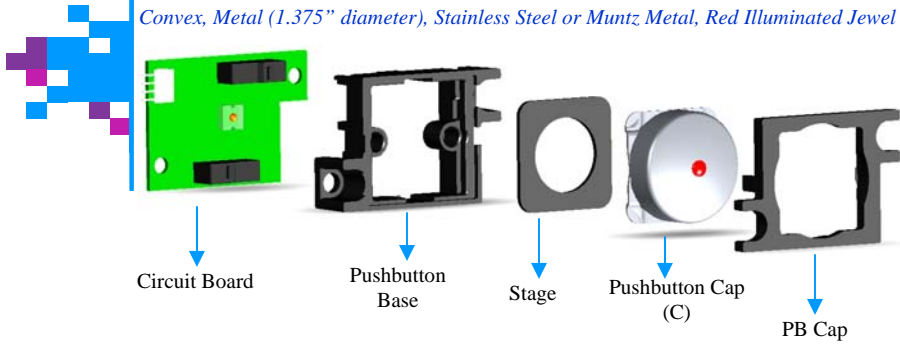 Convex, Metal (1.375” diameter), Stainless Steel or Muntz Metal, Red Illuminated Jewel
Circuit Board
Pushbutton
Base
Stage
Pushbutton Cap
(C)
PB Cap